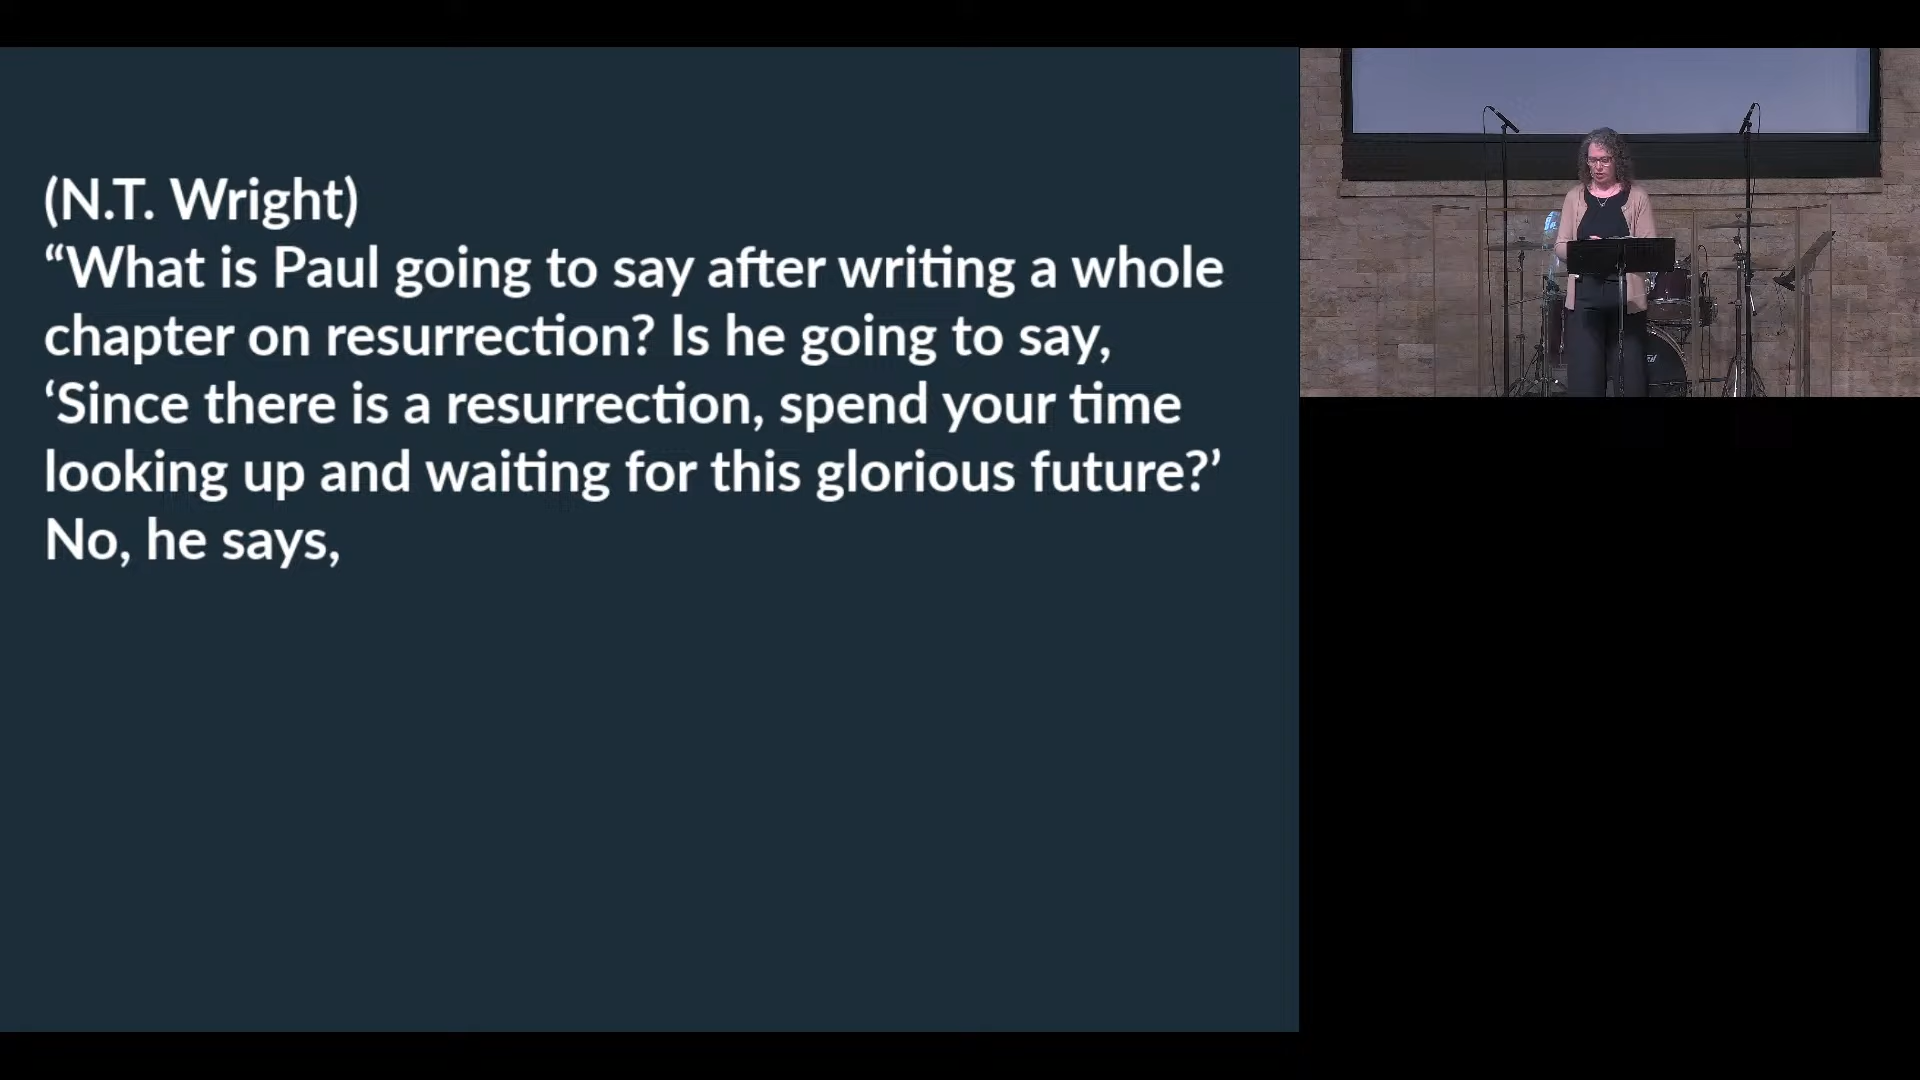 (N.T. Wright)
“What is Paul going to say after writing a whole
chapter on resurrection? Is he going to say,
‘Since there is a resurrection, spend your time
looking up and waiting for this glorious future?’
No, he says,